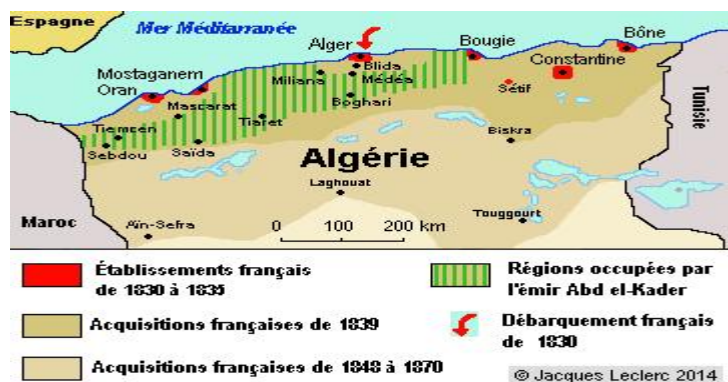 Espagne
Mer Méditarranée
Alger
Bougie
Bône
Blida
Miliana
Médéa
Constantine
Mostaganem
Oran
Boghari
Sétif
Mascarat
Tlemcen
Tiaret
Sebdou
Saïda
Biskra
Tunisie
Algérie
Laghouat
Maroc
Aïn-Sefra
Touggourt
0 100 200 km
Établissements français
de 1830 à 1835
Régions occupées par
l'émir Abd el-Kader
Acquisitions françaises de 1839
Débarquement français
de 1830
Acquisitions françaises de 1848 à 1870
© Jacques Leclerc 2014